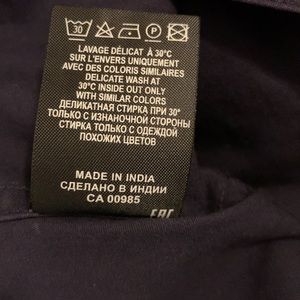 30
P
LAVAGE DÉLICAT À 30°C
SUR L'ENVERS UNIQUEMENT
AVEC DES COLORIS SIMILAIRES
DELICATE WASH AT
30°C INSIDE OUT ONLY
WITH SIMILAR COLORS
ДЕЛИКАТНАЯ СТИРКА ПРИ 30°
ТОЛЬКО С ИЗНАНОЧНОЙ СТОРОНЫ
СТИРКА ТОЛЬКО С ОДЕЖДОЙ
ПОХОЖИХ ЦВЕТОВ
MADE IN INDIA
СДЕЛАНО В ИНДИИ
CA 00985
EAC